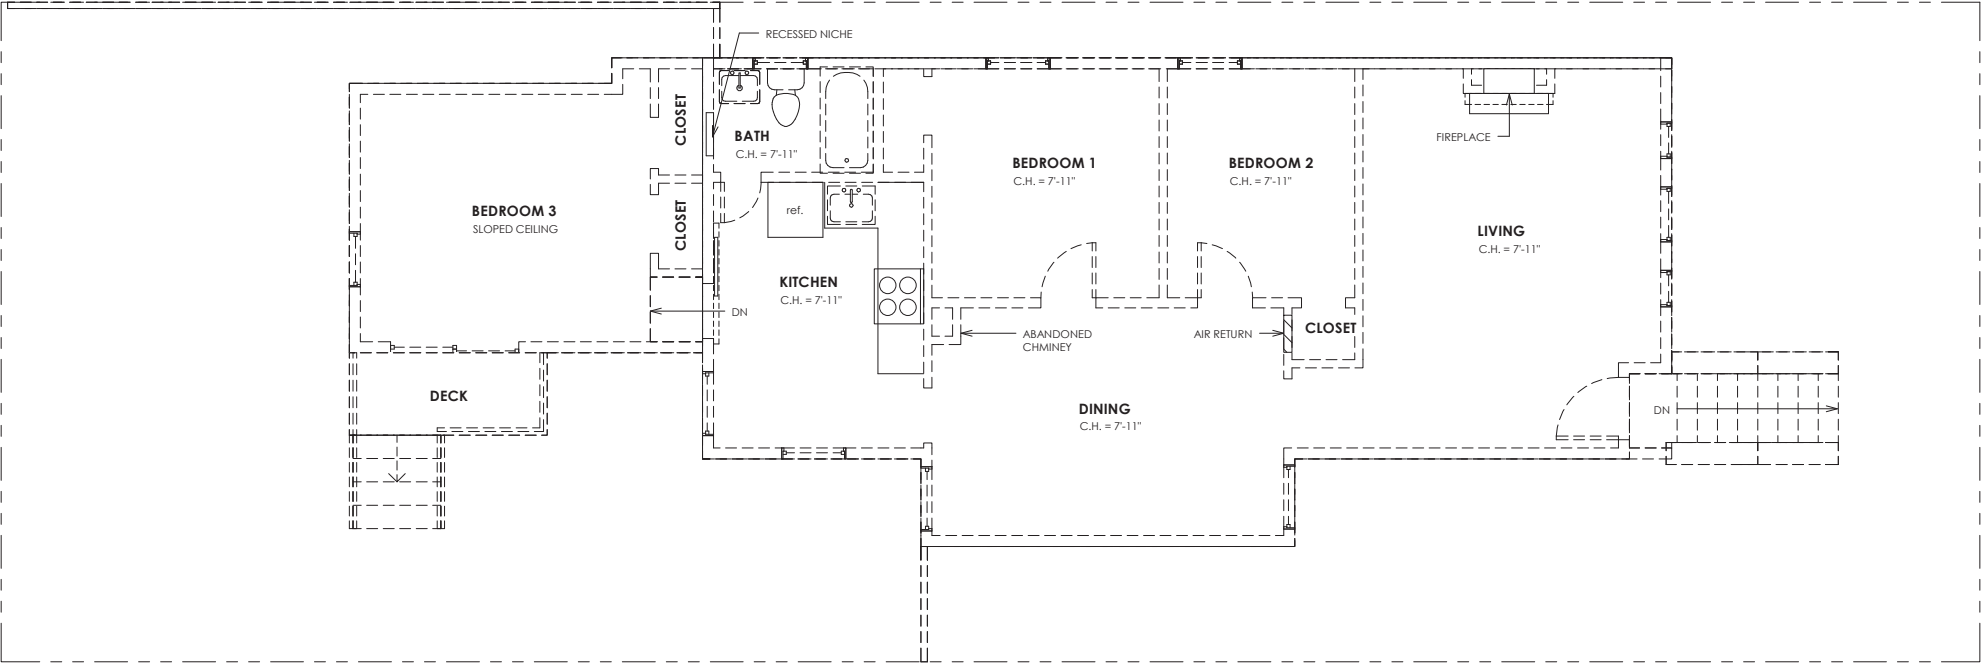 RECESSED NICHE
CLOSET
BATH
C.H. = 7'-11"
FIREPLACE
BEDROOM 1
C.H. = 7'-11"
BEDROOM 2
C.H. = 7'-11"
BEDROOM 3
SLOPED CEILING
CLOSET
ref.
LIVING
C.H. = 7'-11"
KITCHEN
C.H. = 7'-11"
DN
ABANDONED
CHMINEY
AIR RETURN
CLOSET
DECK
DINING
C.H. = 7'-11"
DN